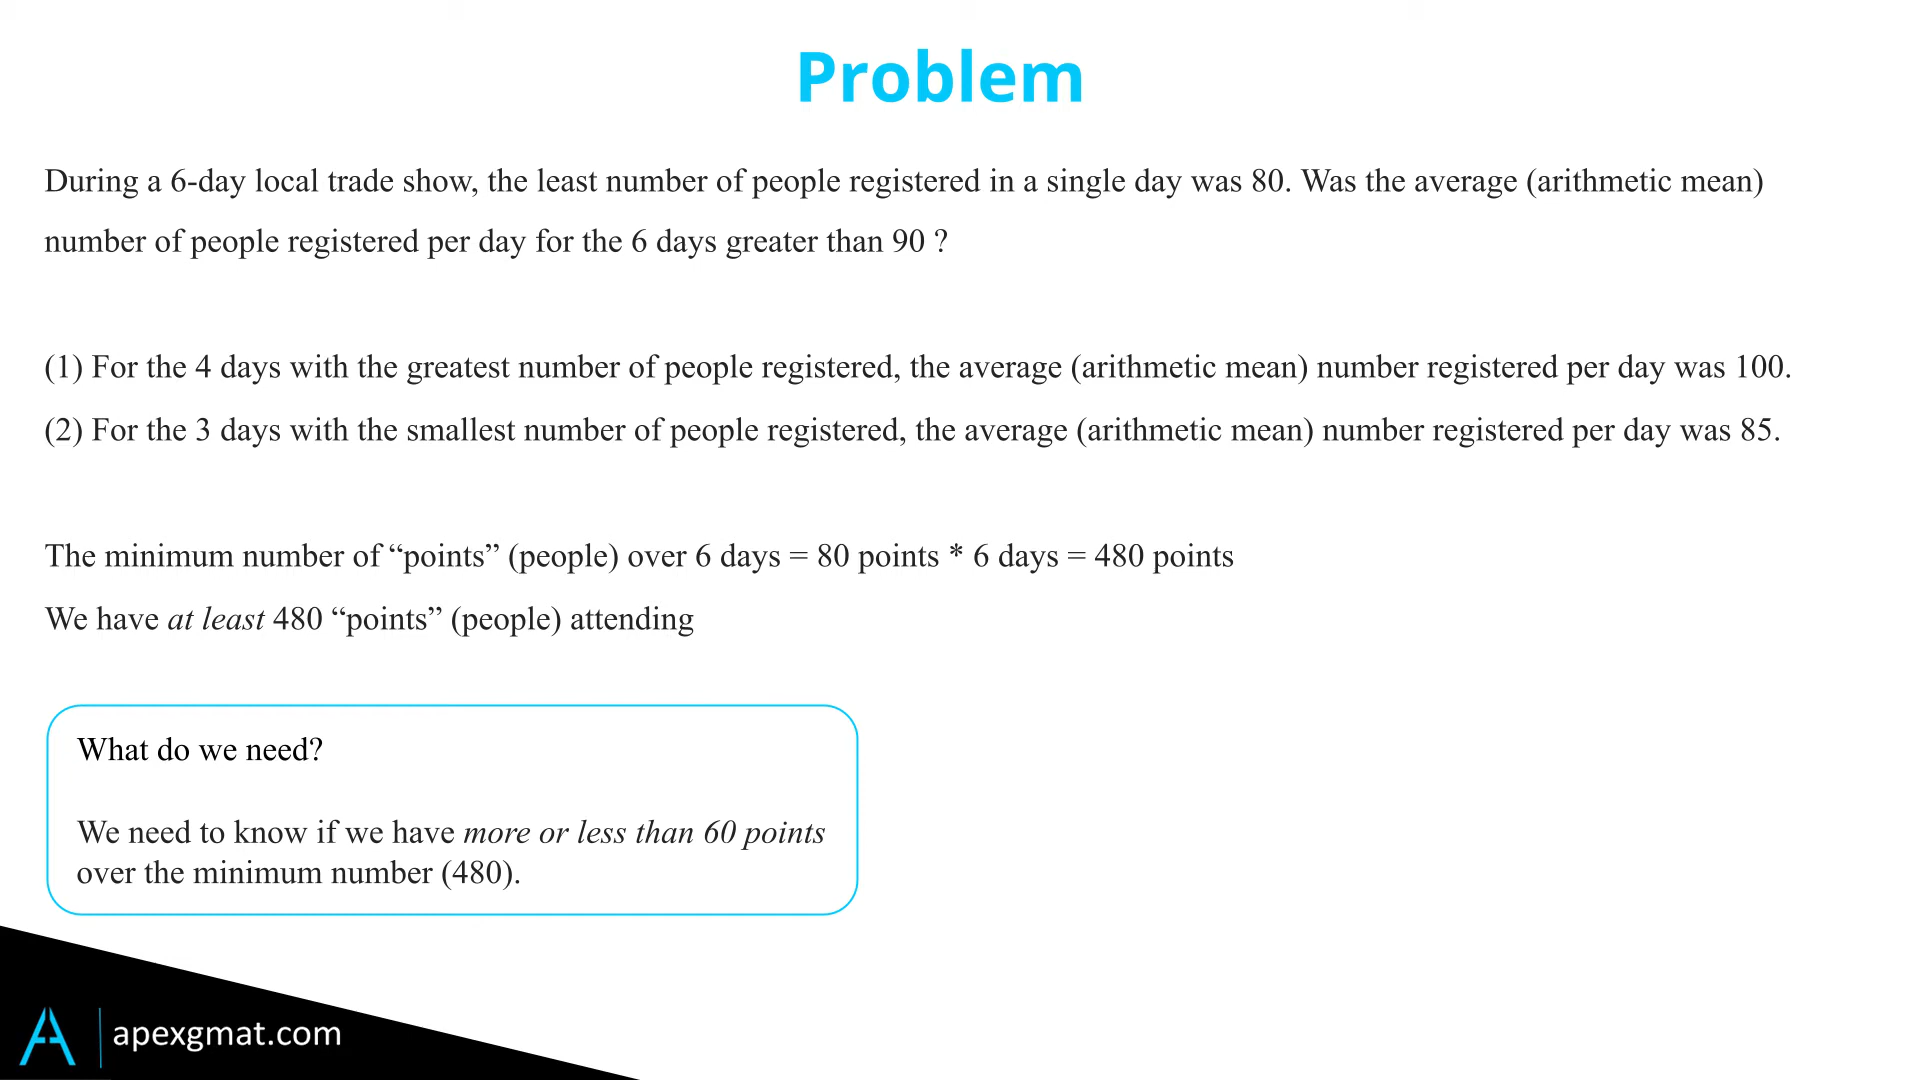 Problem
During a 6-day local trade show, the least number of people registered in a single day was 80. Was the average (arithmetic mean)
number of people registered per day for the 6 days greater than 90 ?
(1) For the 4 days with the greatest number of people registered, the average (arithmetic mean) number registered per day was 100.
(2) For the 3 days with the smallest number of people registered, the average (arithmetic mean) number registered per day was 85.
The minimum number of “points” (people) over 6 days = 80 points * 6 days = 480 points
We have at least 480 “points” (people) attending
What do we need?
We need to know if we have more or less than 60 points
over the minimum number (480).
apexgmat.com